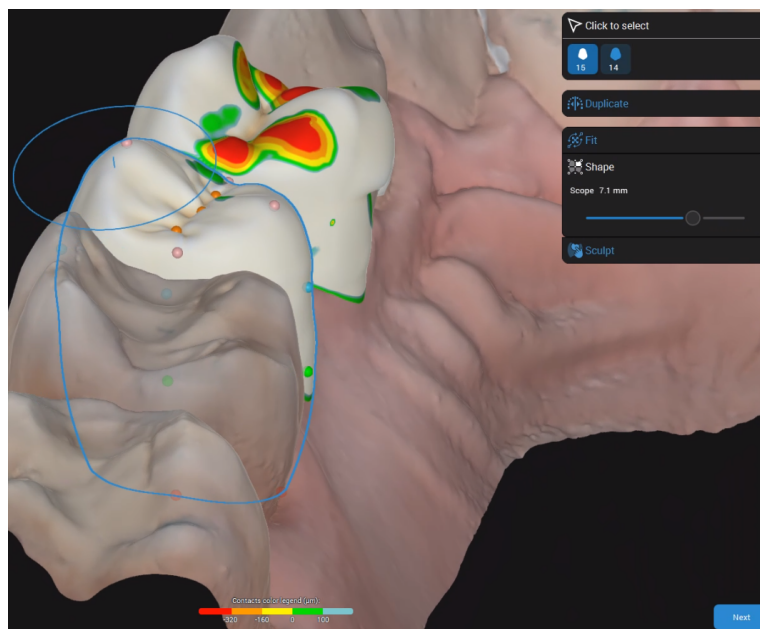 Click to select
15 14
Duplicate
Fit
Shape
Scope 7.1 mm
Sculpt
Contacts color legend (μm)
-320 -160 0 100
Next